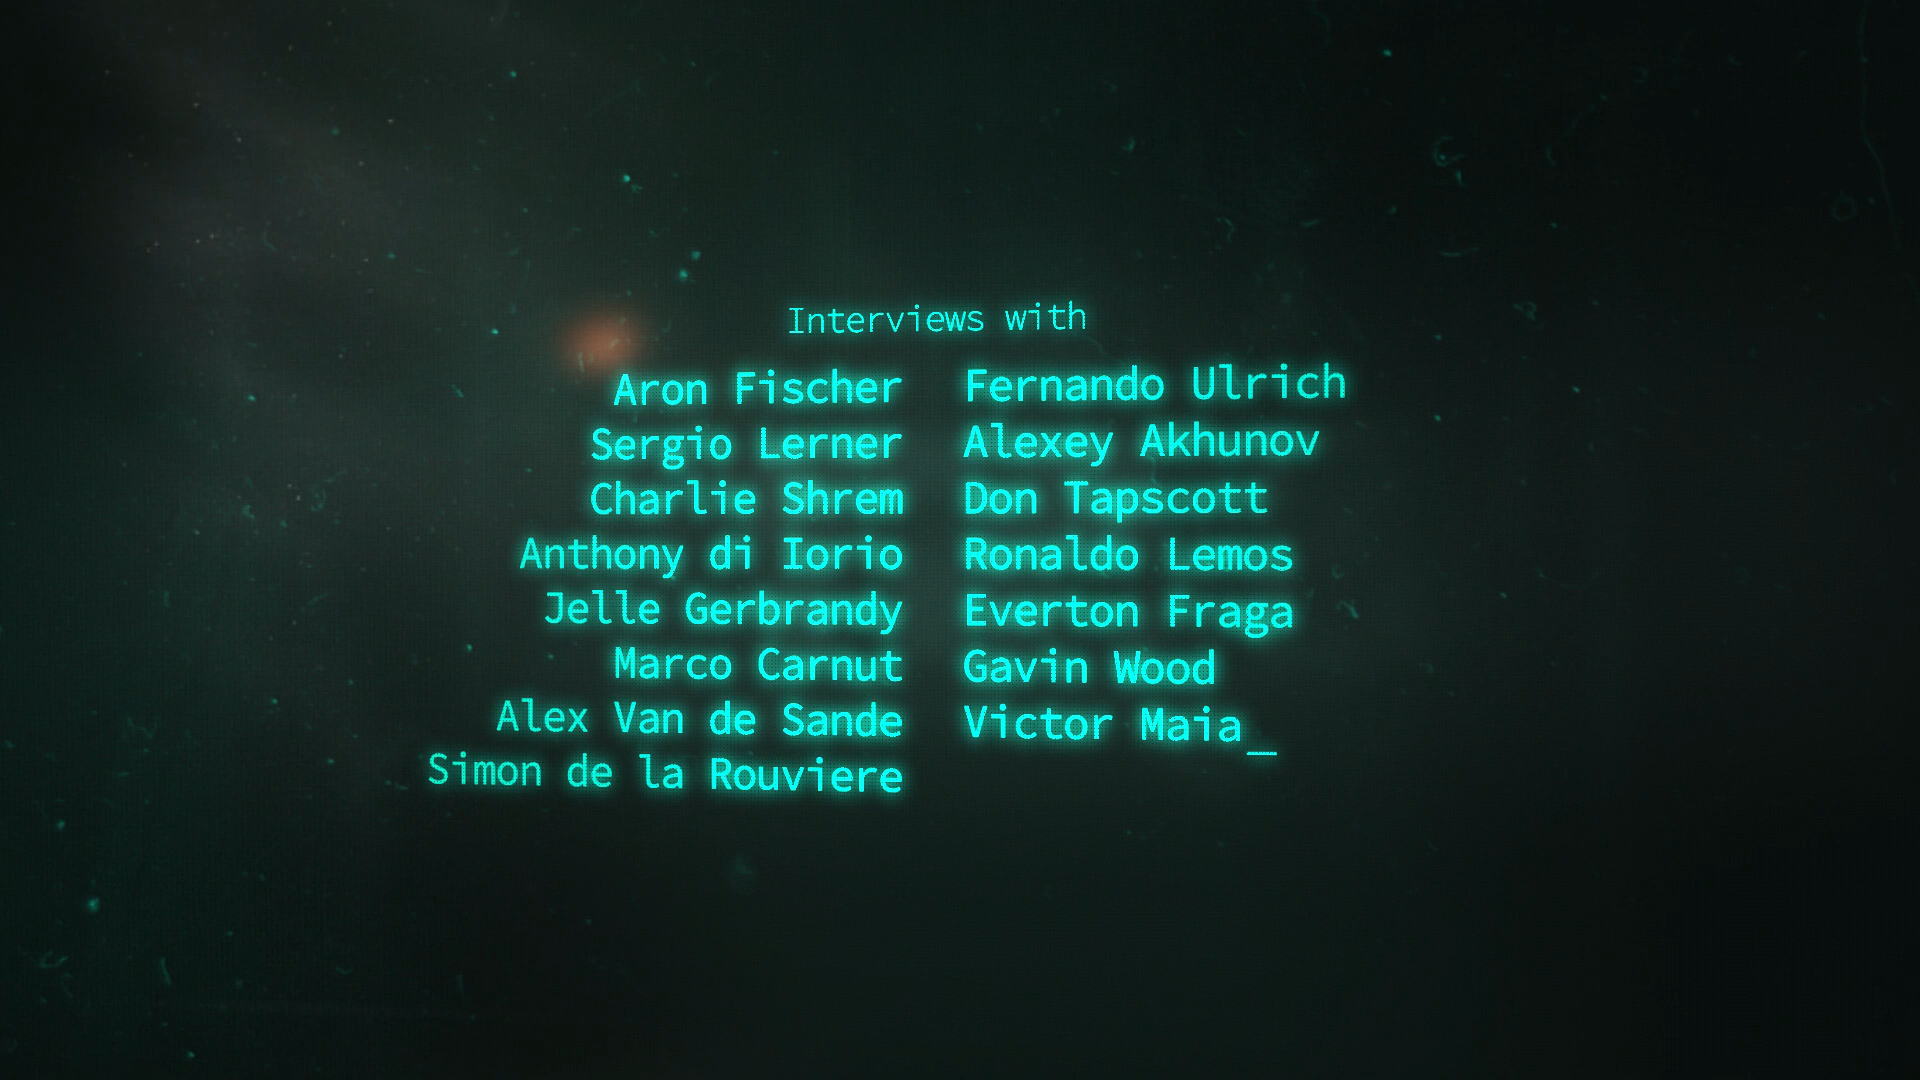 Interviews with
Aron Fischer
Sergio Lerner
Charlie Shrem
Anthony di Iorio
Jelle Gerbrandy
Marco Carnut
Alex Van de Sande
Simon de la Rouviere
Fernando Ulrich
Alexey Akhunov
Don Tapscott
Ronaldo Lemos
Everton Fraga
Gavin Wood
Victor Maia_